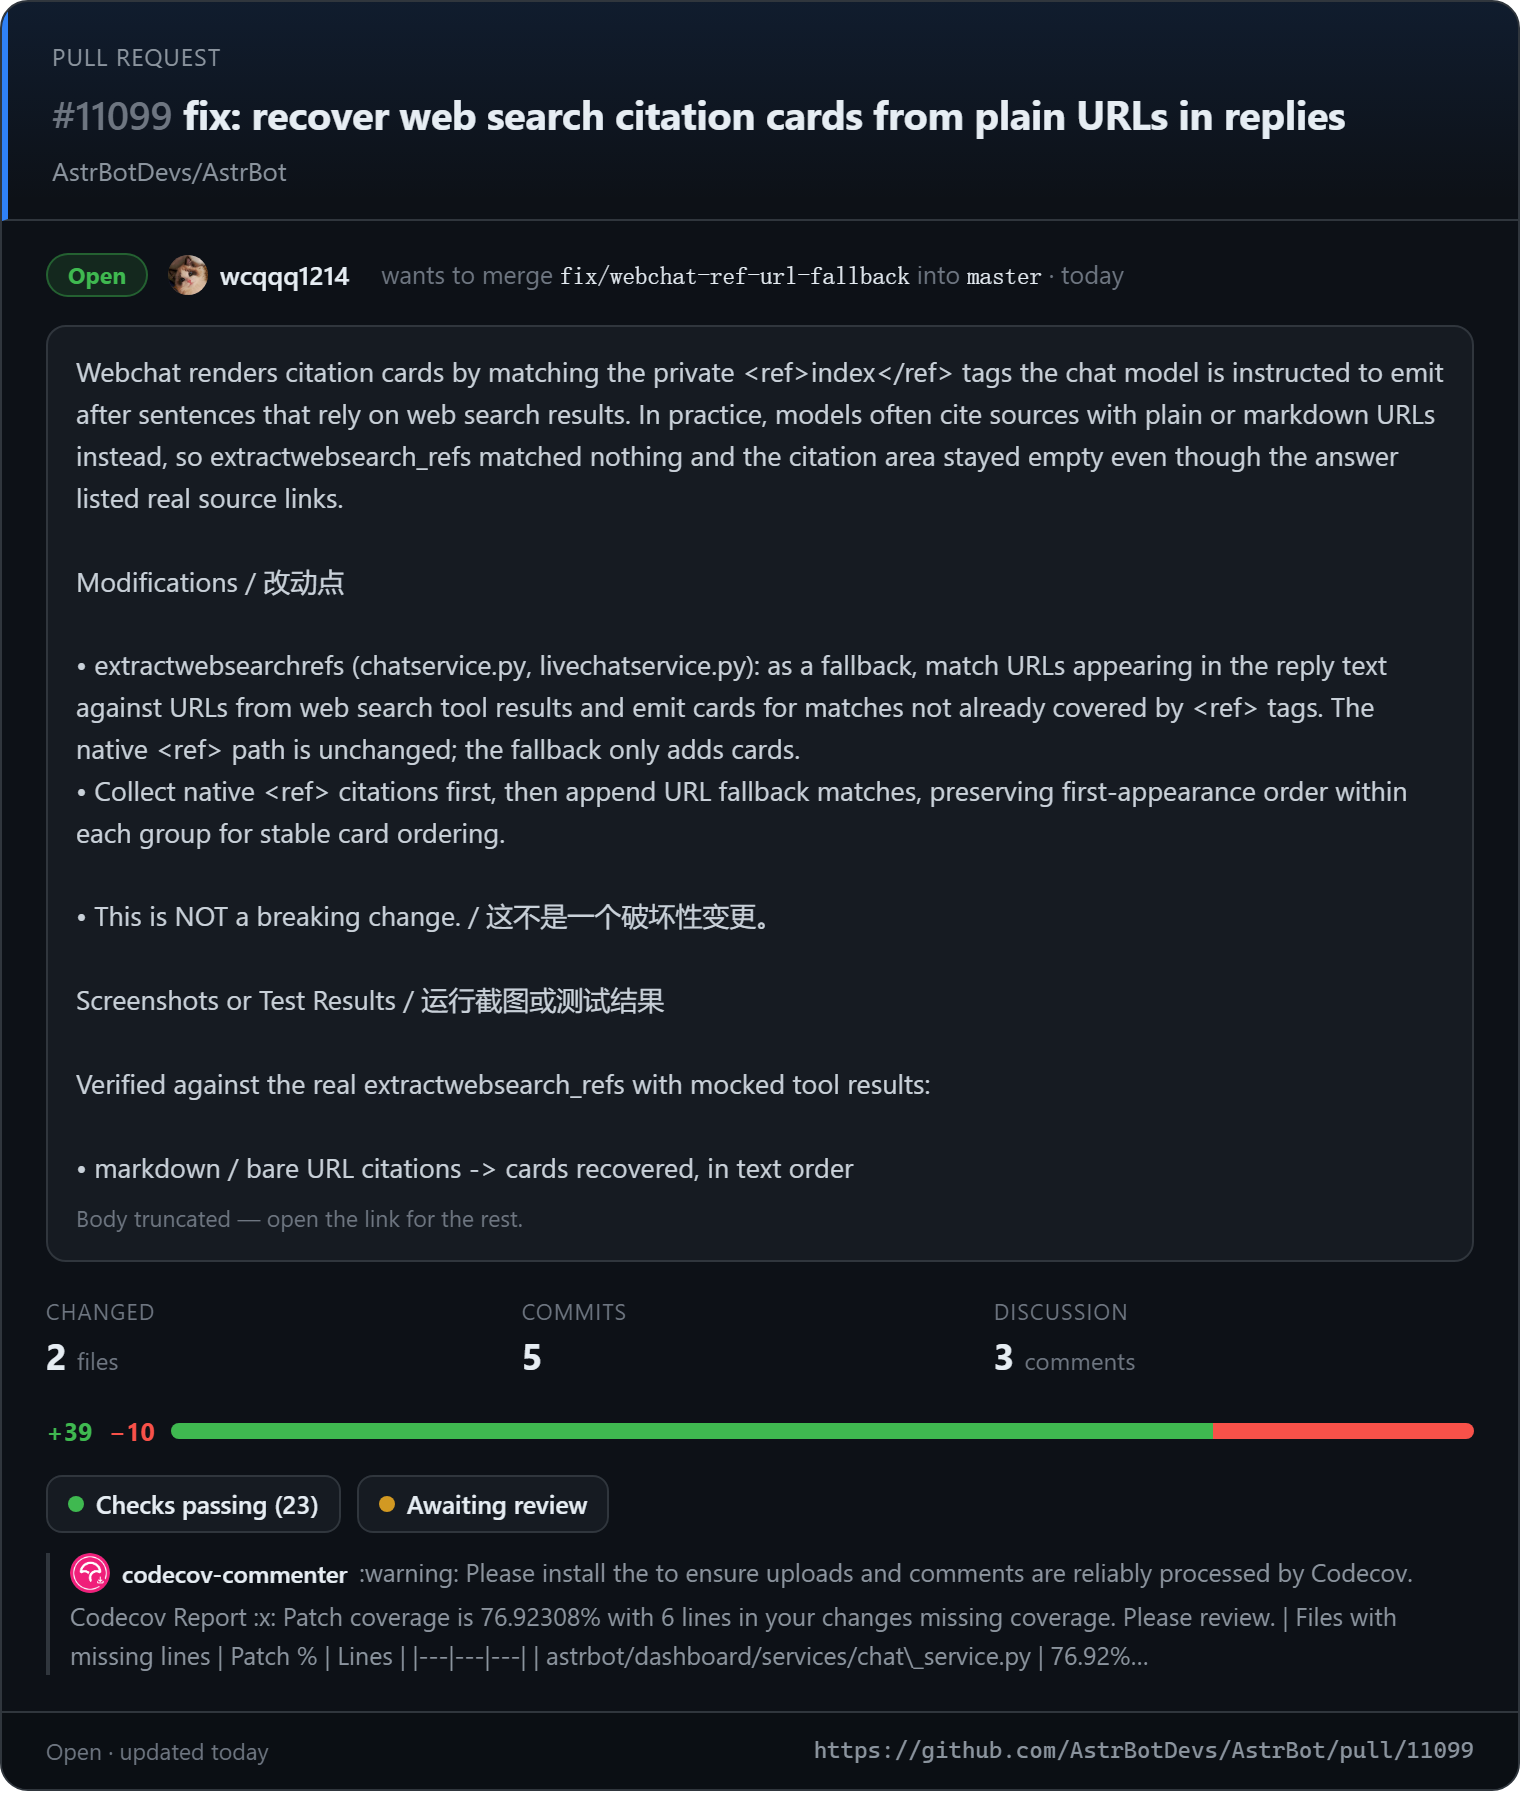 PULL REQUEST
#11099 fix: recover web search citation cards from plain URLs in replies
AstrBotDevs/AstrBot
Open wcqqq1214 wants to merge fix/webchat-ref-url-fallback into master · today
Webchat renders citation cards by matching the private <ref>index</ref> tags the chat model is instructed to emit
after sentences that rely on web search results. In practice, models often cite sources with plain or markdown URLs
instead, so extractwebsearch_refs matched nothing and the citation area stayed empty even though the answer
listed real source links.
Modifications / 改动点
• extractwebsearchrefs (chatservice.py, livechatservice.py): as a fallback, match URLs appearing in the reply text
against URLs from web search tool results and emit cards for matches not already covered by <ref> tags. The
native <ref> path is unchanged; the fallback only adds cards.
• Collect native <ref> citations first, then append URL fallback matches, preserving first-appearance order within
each group for stable card ordering.
• This is NOT a breaking change. / 这不是一个破坏性变更。
Screenshots or Test Results / 运行截图或测试结果
Verified against the real extractwebsearch_refs with mocked tool results:
• markdown / bare URL citations -> cards recovered, in text order
Body truncated — open the link for the rest.
CHANGED COMMITS DISCUSSION
2 files 5 3 comments
+39 −10
Checks passing (23) Awaiting review
codecov-commenter :warning: Please install the to ensure uploads and comments are reliably processed by Codecov.
Codecov Report :x: Patch coverage is 76.92308% with 6 lines in your changes missing coverage. Please review. | Files with
missing lines | Patch % | Lines | |---|---|---| | astrbot/dashboard/services/chat\_service.py | 76.92%…
Open · updated today https://github.com/AstrBotDevs/AstrBot/pull/11099